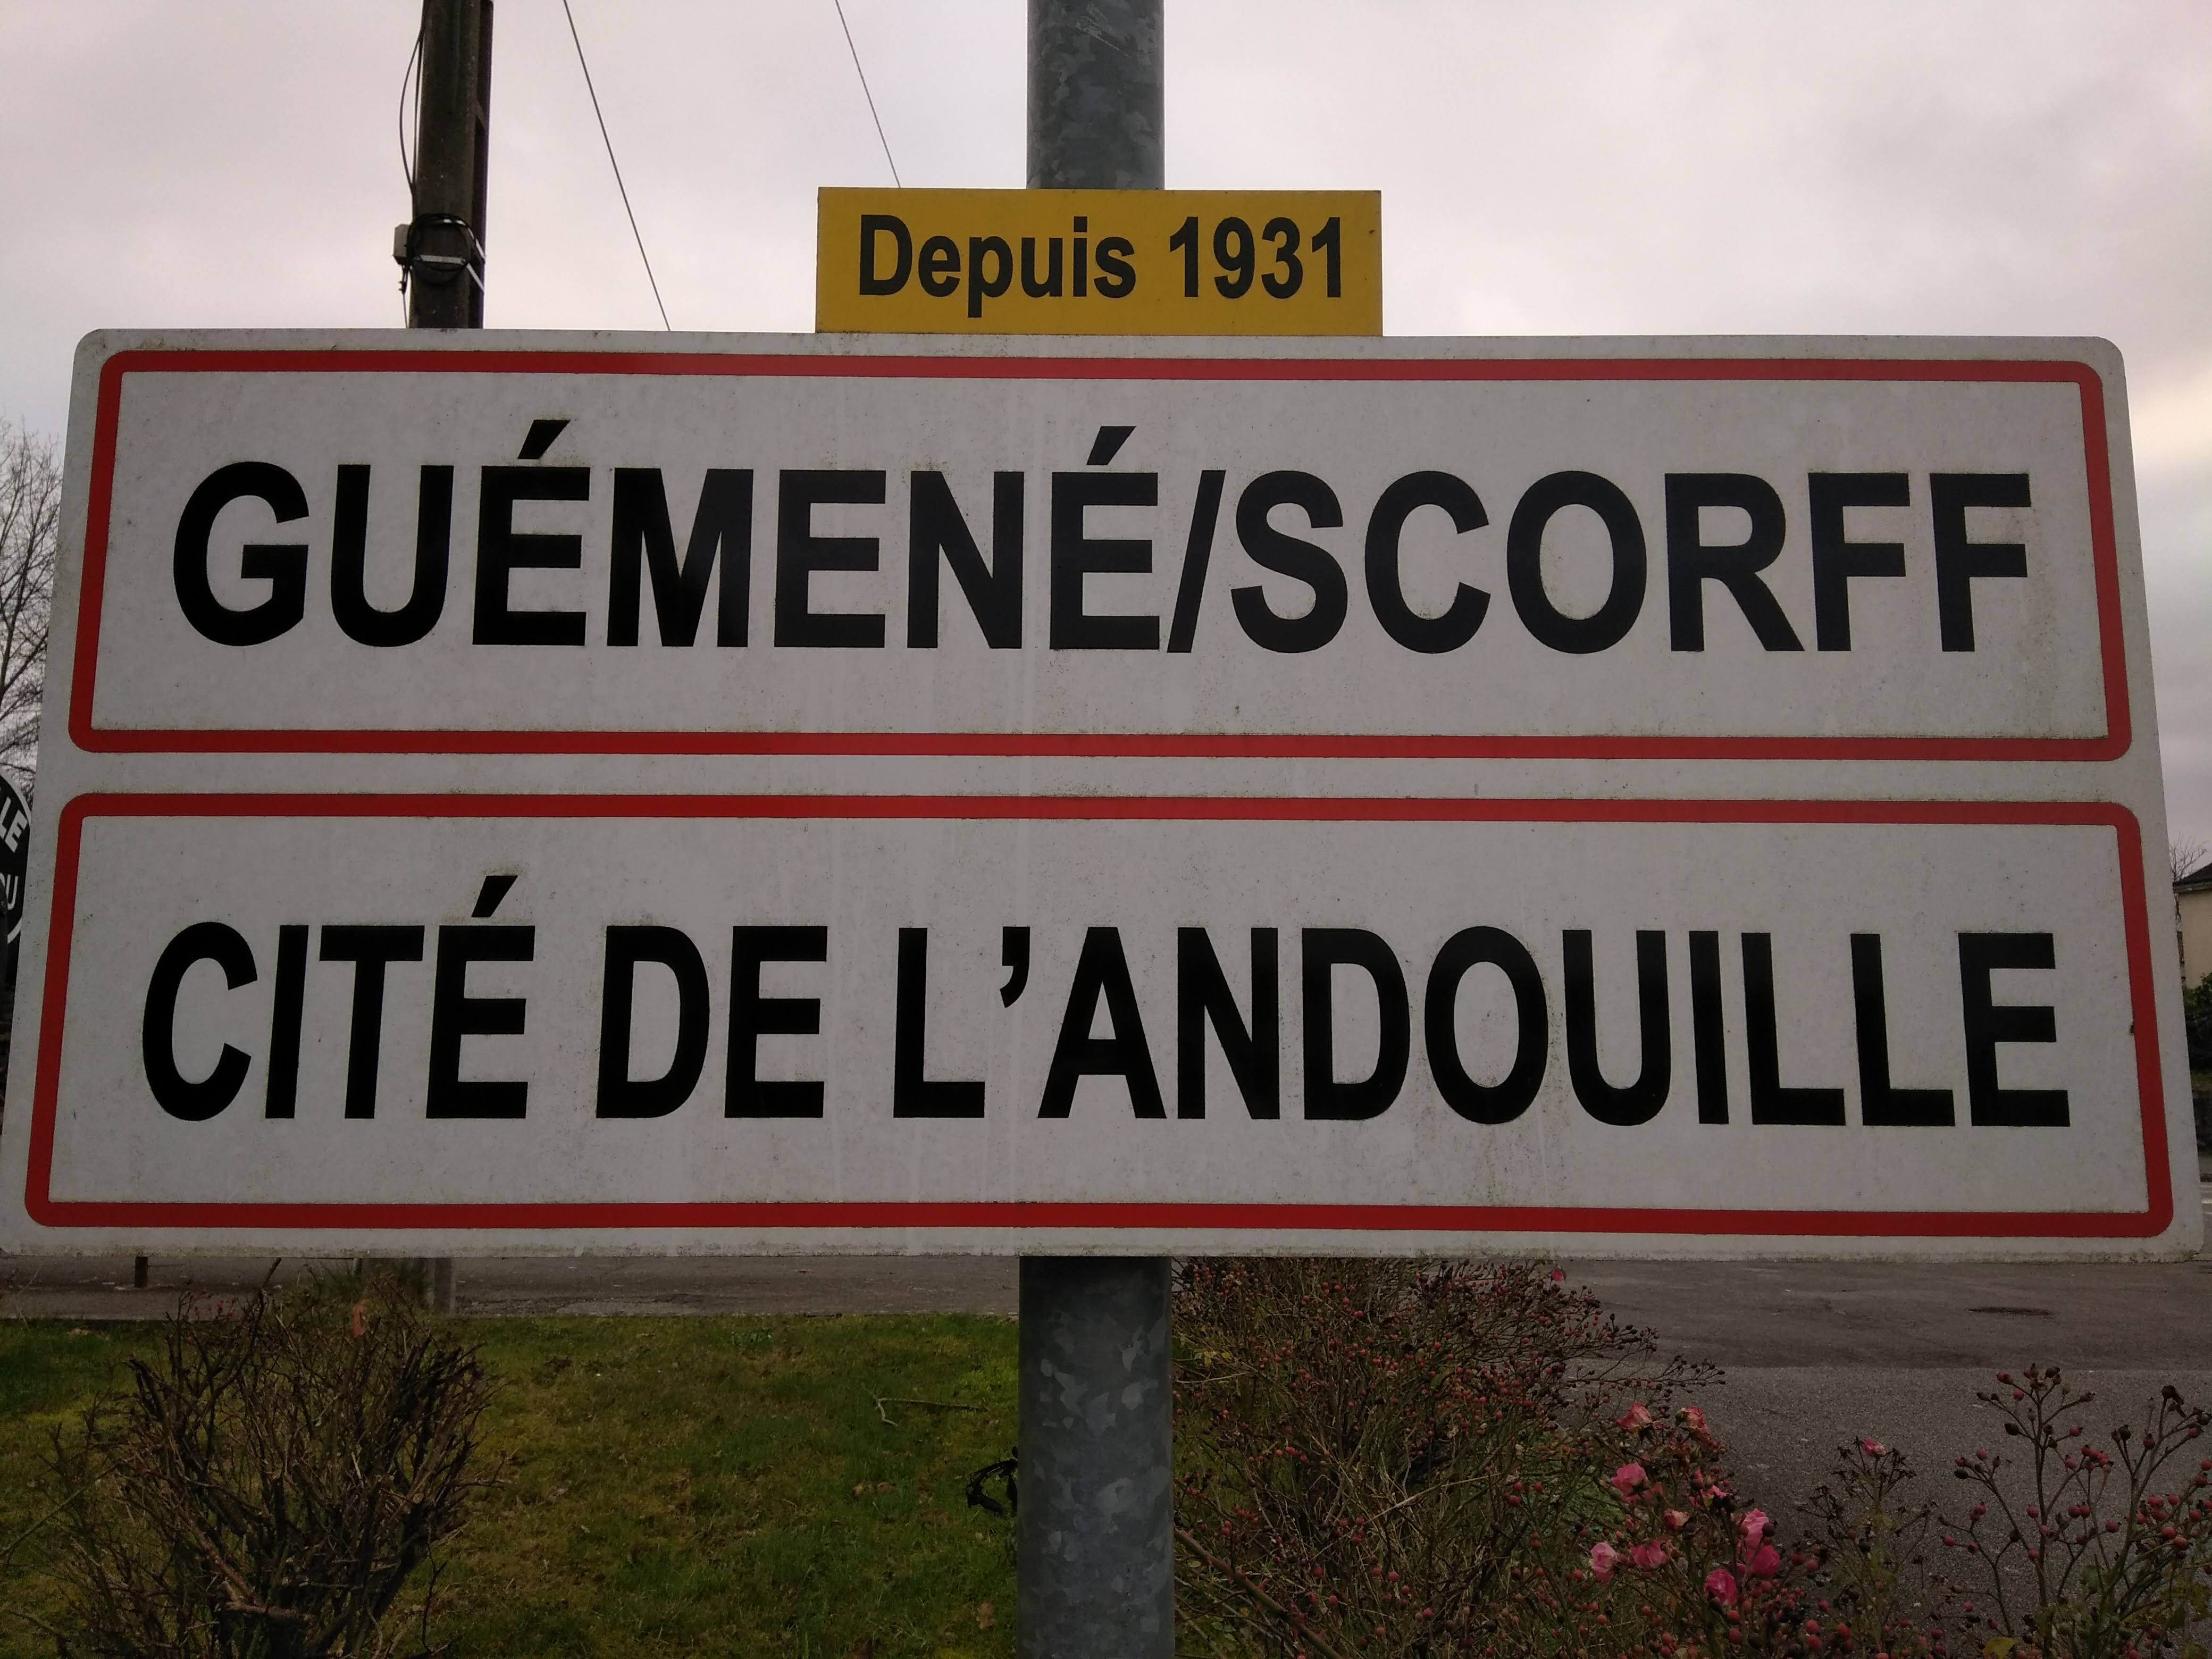 Depuis 1931
GUÉMENÉ/SCORFF
CITÉ DE L’ANDOUILLE